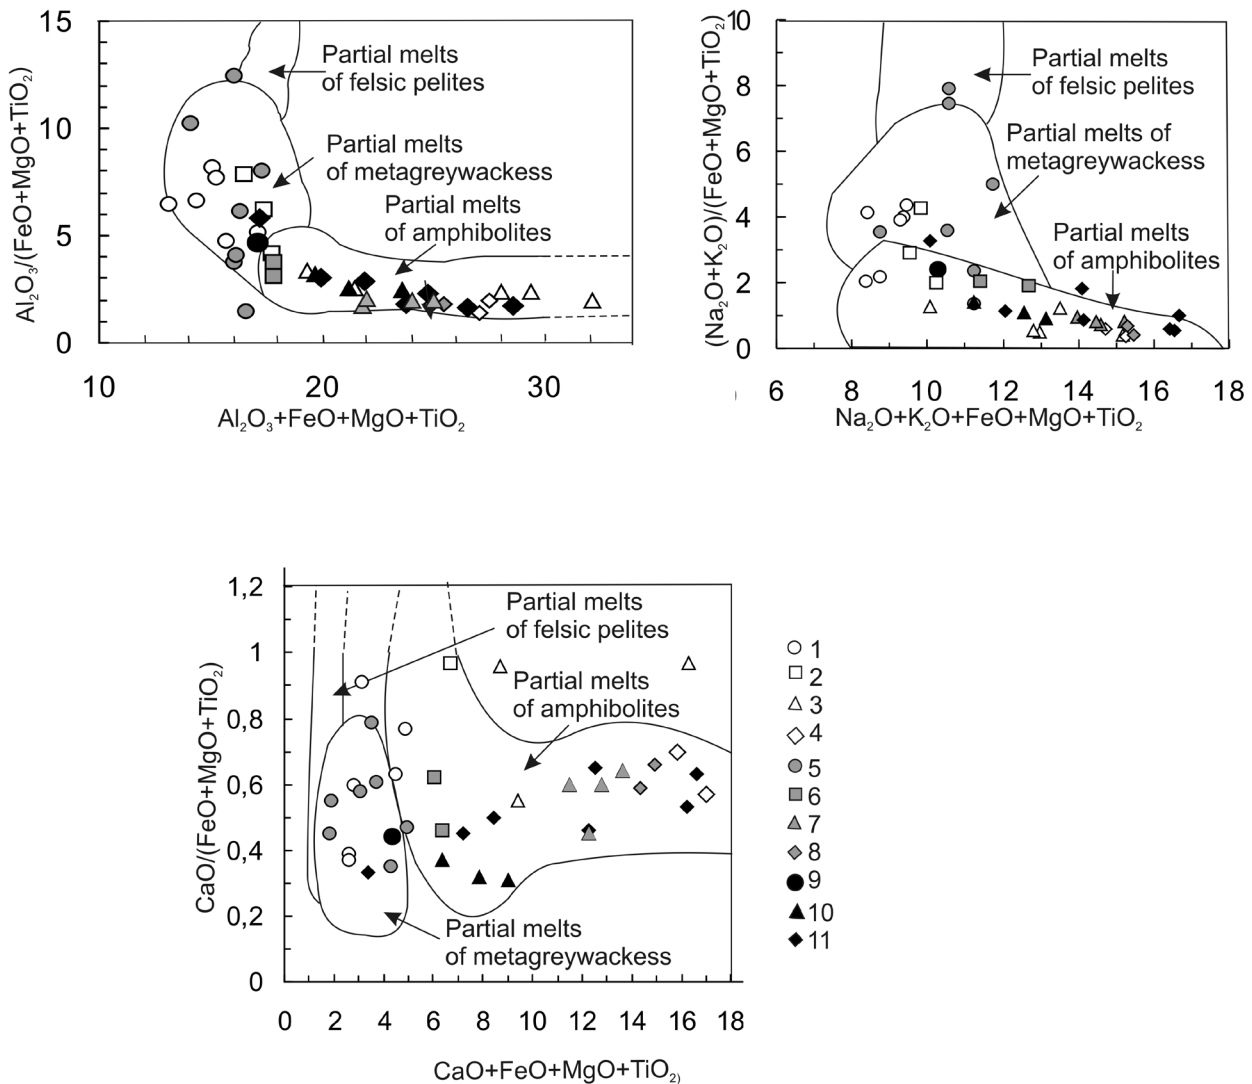 15
10
5
0
Al₂O₃/(FeO+MgO+TiO₂)
Partial melts
of felsic pelites
Partial melts
of metagreywackess
Partial melts
of amphibolites
10 20 30
Al₂O₃+FeO+MgO+TiO₂
10
8
6
4
2
0
(Na₂O+K₂O)/(FeO+MgO+TiO₂)
Partial melts
of felsic pelites
Partial melts of
metagreywackess
Partial melts
of amphibolites
6 8 10 12 14 16 18
Na₂O+K₂O+FeO+MgO+TiO₂
1,2
1
0,8
0,6
0,4
0,2
0
CaO/(FeO+MgO+TiO₂)
Partial melts
of felsic pelites
Partial melts
of amphibolites
Partial melts
of metagreywackess
0 2 4 6 8 10 12 14 16 18
CaO+FeO+MgO+TiO₂₎
1
2
3
4
5
6
7
8
9
10
11